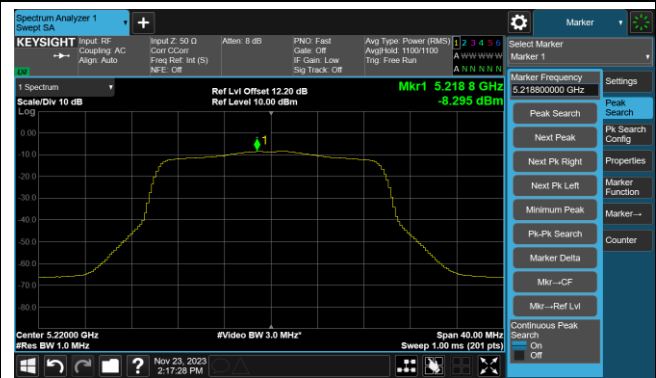 Spectrum Analyzer 1
Swept SA
Marker
KEYSIGHT
Input: RF
Coupling: AC
Align: Auto
Input Z: 50 Ω
Corr CCorr
Freq Ref: Int (S)
NFE: Off
Atten: 8 dB
PNO: Fast
Gate: Off
IF Gain: Low
Sig Track: Off
Avg Type: Power (RMS)
Avg|Hold: 1100/1100
Trig: Free Run
1 2 3 4 5 6
A W W W W W
A N N N N N
Select Marker
Marker 1
1 Spectrum
Scale/Div 10 dB
Log
Ref Lvl Offset 12.20 dB
Ref Level 10.00 dBm
Mkr1 5.218 8 GHz
-8.295 dBm
Marker Frequency
5.218800000 GHz
Settings
Peak Search
Peak
Search
Next Peak
Pk Search
Config
Next Pk Right
Properties
Next Pk Left
Marker
Function
Minimum Peak
Marker→
Pk-Pk Search
Counter
Marker Delta
Mkr→CF
Mkr→Ref Lvl
Continuous Peak
Search
On
Off
1
0.00
-10.0
-20.0
-30.0
-40.0
-50.0
-60.0
-70.0
-80.0
Center 5.22000 GHz
#Res BW 1.0 MHz
#Video BW 3.0 MHz*
Span 40.00 MHz
Sweep 1.00 ms (201 pts)
?
Nov 23, 2023
2:17:28 PM